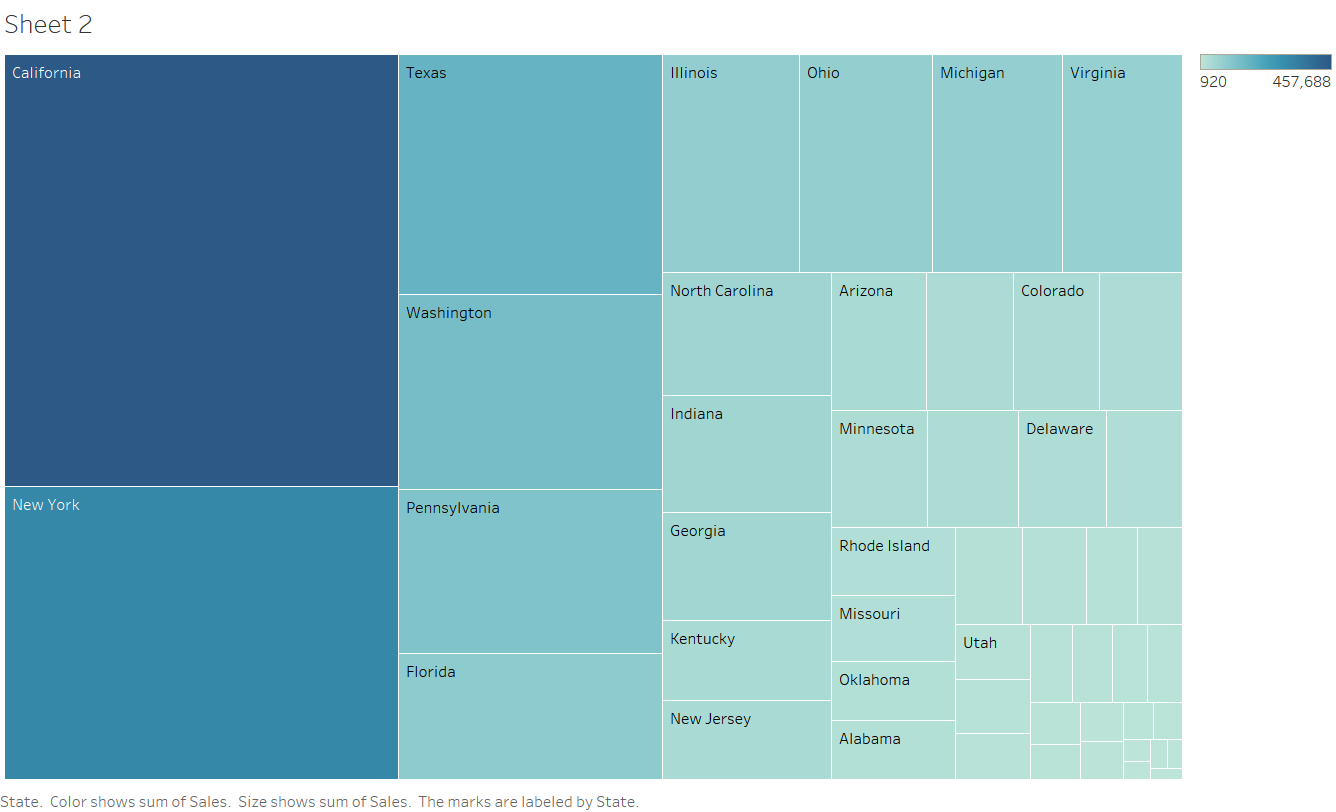 Sheet 2
California
Texas
Illinois
Ohio
Michigan
Virginia
920
457,688
North Carolina
Arizona
Colorado
Washington
Indiana
Minnesota
Delaware
New York
Pennsylvania
Georgia
Rhode Island
Missouri
Kentucky
Utah
Florida
Oklahoma
New Jersey
Alabama
State.  Color shows sum of Sales.  Size shows sum of Sales.  The marks are labeled by State.